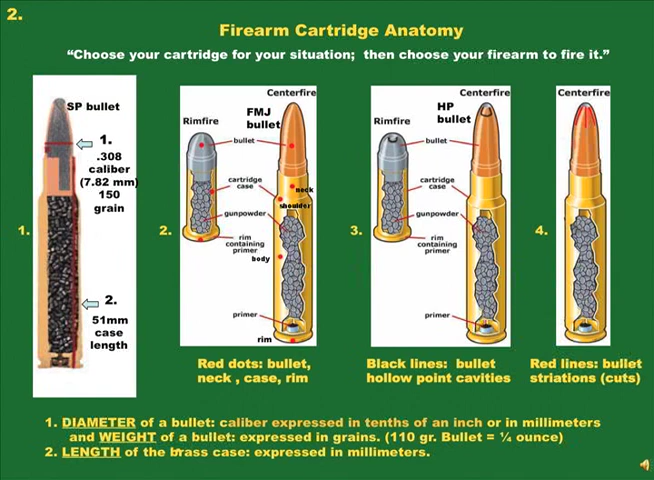 2.
Firearm Cartridge Anatomy
“Choose your cartridge for your situation; then choose your firearm to fire it.”
1.
SP bullet
1.
.308
caliber
(7.82 mm)
150
grain
2.
51mm
case
length
2.
Rimfire
Centerfire
FMJ
bullet
bullet
neck
cartridge
case
shoulder
gunpowder
rim
containing
primer
body
primer
rim
Red dots: bullet,
neck , case, rim
3.
Rimfire
Centerfire
HP
bullet
bullet
cartridge
case
gunpowder
rim
containing
primer
primer
Black lines: bullet
hollow point cavities
4.
Centerfire
Red lines: bullet
striations (cuts)
1. DIAMETER of a bullet: caliber expressed in tenths of an inch or in millimeters
and WEIGHT of a bullet: expressed in grains. (110 gr. Bullet = ¼ ounce)
2. LENGTH of the brass case: expressed in millimeters.